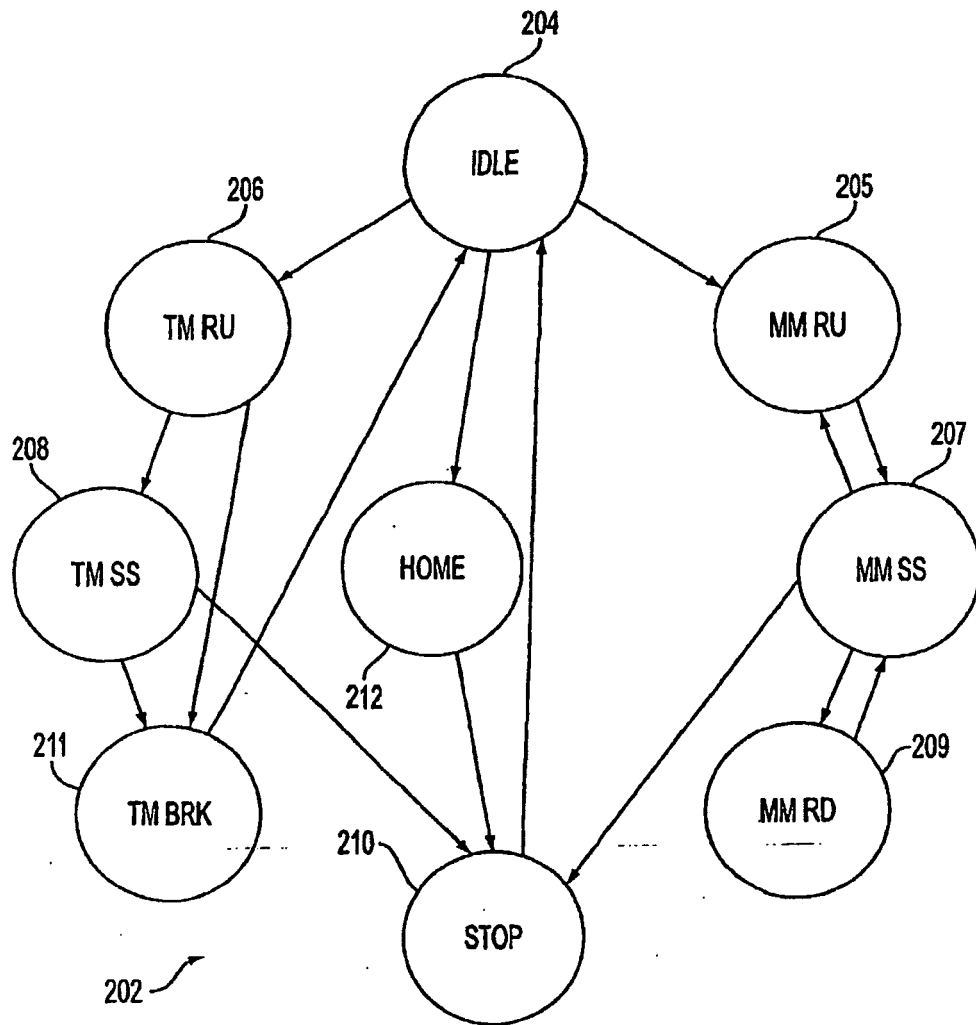 204
IDLE
206
205
TM RU
MM RU
208
207
TM SS
HOME
MM SS
212
211
209
TM BRK
MM RD
210
STOP
202